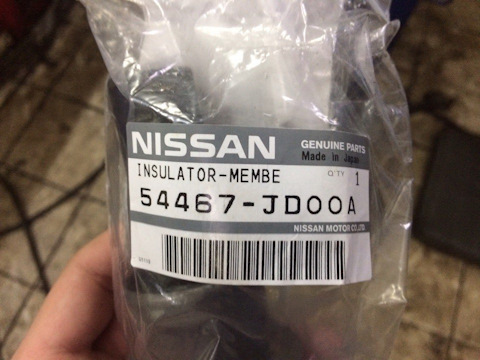 NISSAN
GENUINE PARTS
Made in Japan
INSULATOR-MEMBE
Q'TY 1
54467-JD00A
NISSAN MOTOR CO.,LTD.